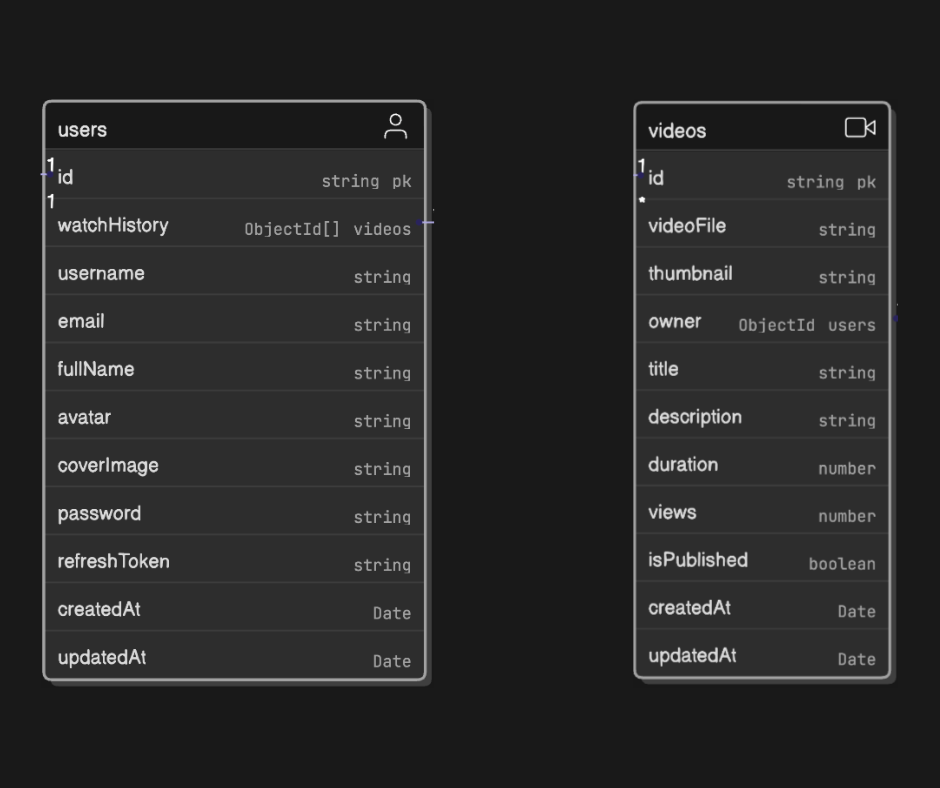 users
1
id string pk
1
watchHistory ObjectId[] videos
username string
email string
fullName string
avatar string
coverImage string
password string
refreshToken string
createdAt Date
updatedAt Date
videos
1
id string pk
*
videoFile string
thumbnail string
owner ObjectId users
title string
description string
duration number
views number
isPublished boolean
createdAt Date
updatedAt Date